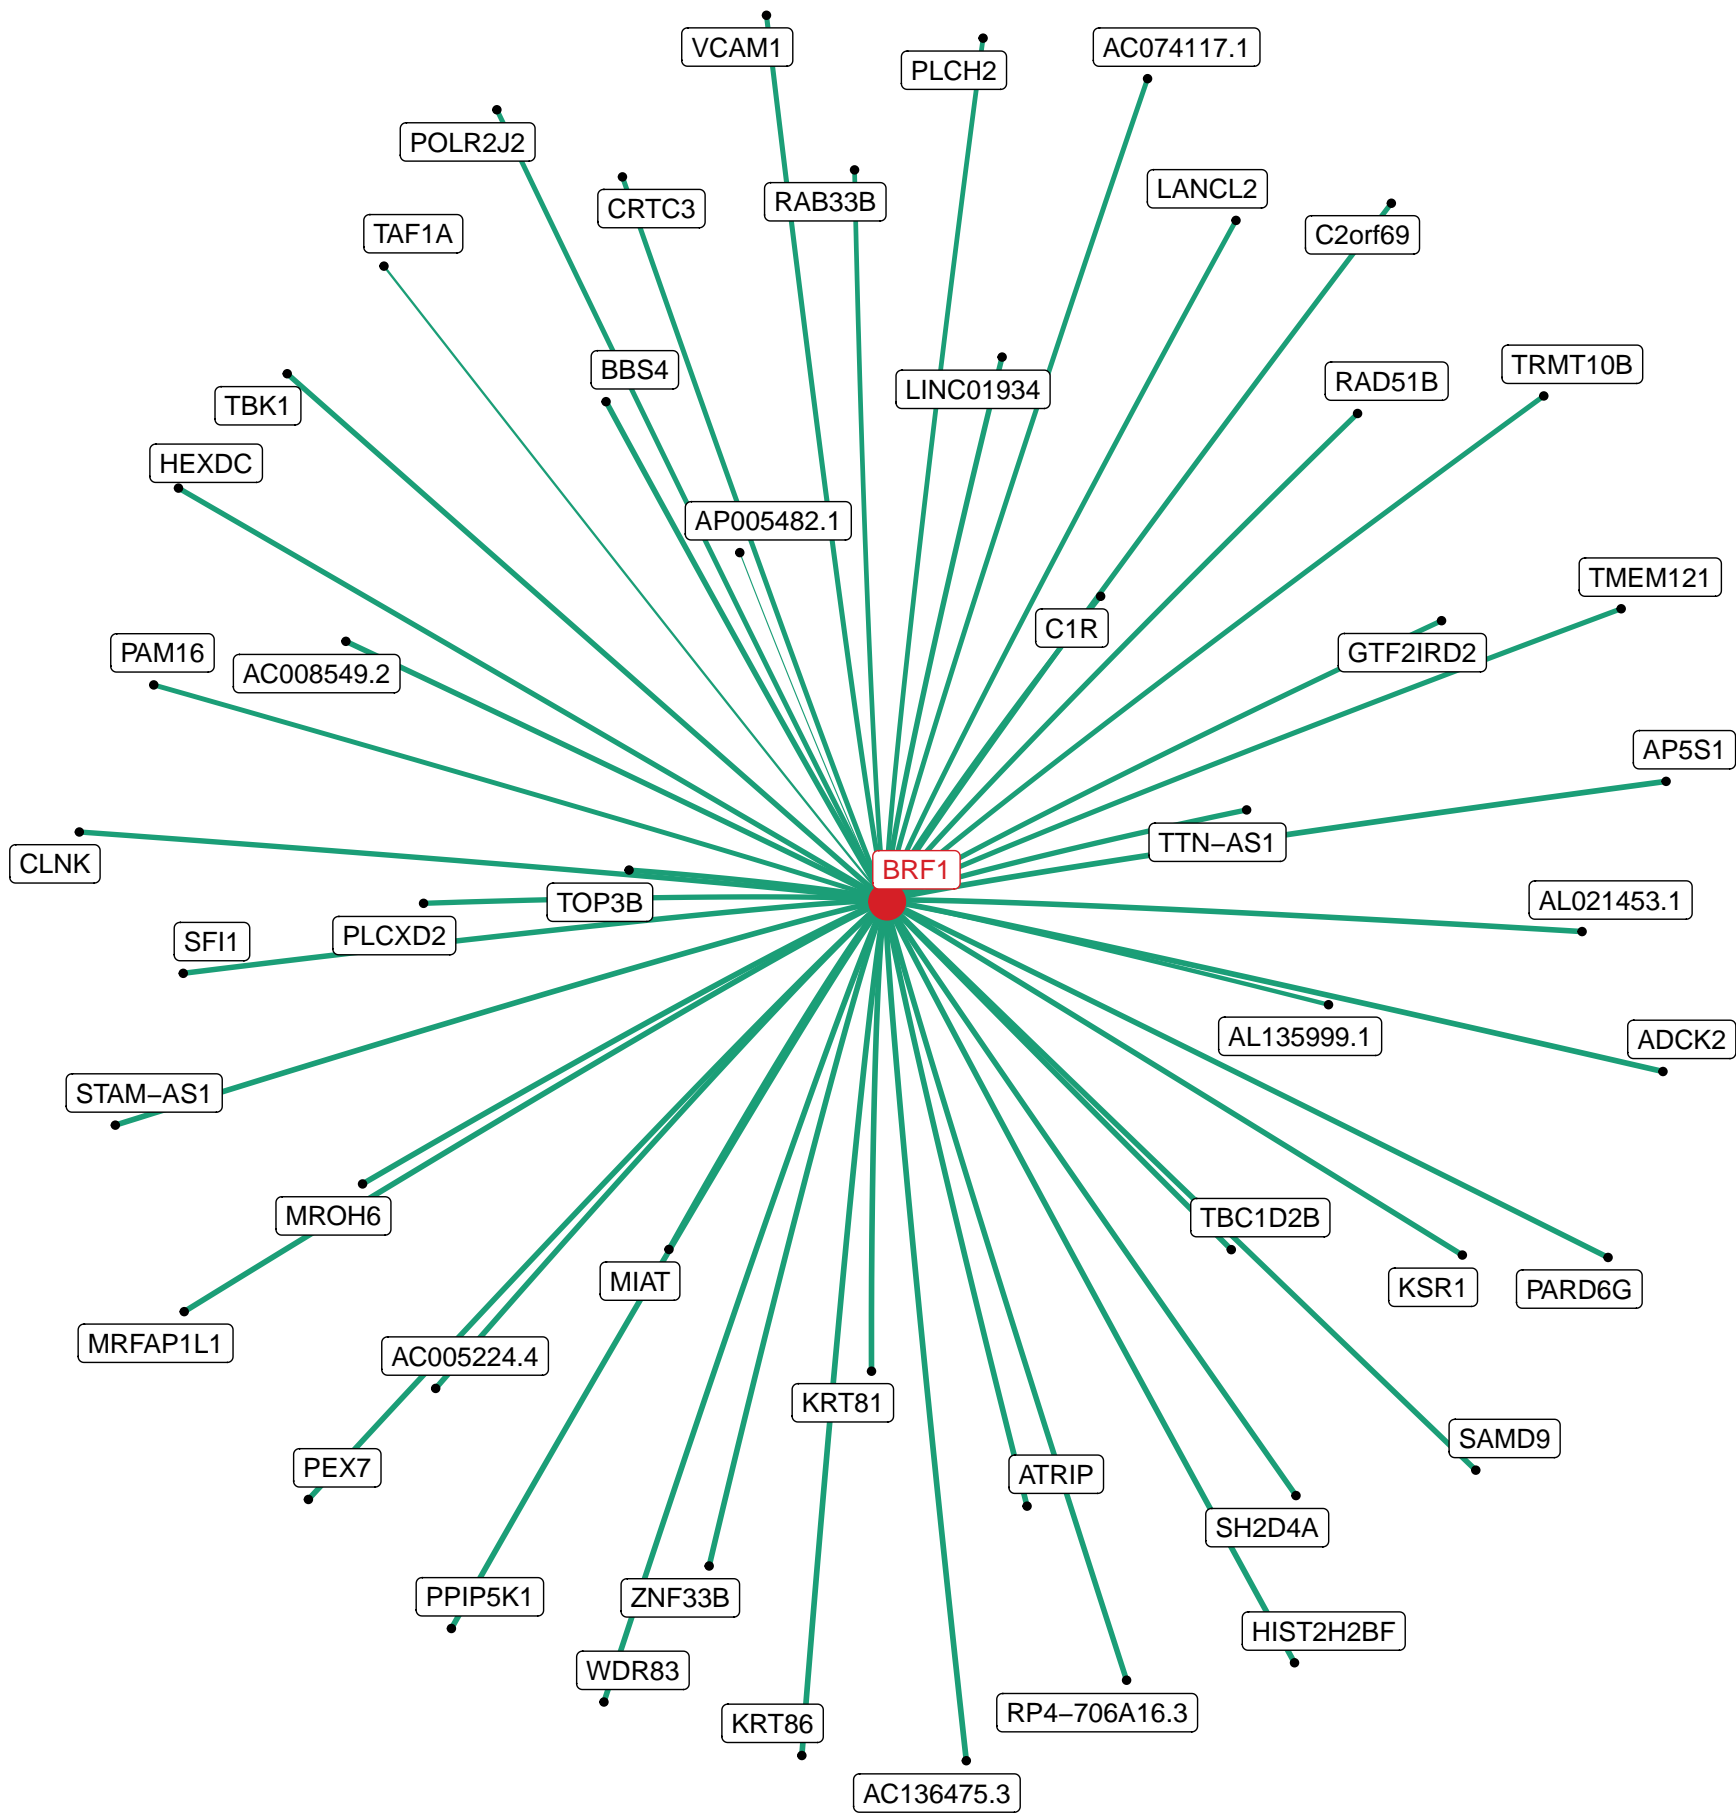 VCAM1
PLCH2
AC074117.1
POLR2J2
CRTC3
RAB33B
LANCL2
TAF1A
C2orf69
BBS4
TBK1
LINC01934
RAD51B
TRMT10B
HEXDC
AP005482.1
TMEM121
C1R
PAM16
AC008549.2
GTF2IRD2
AP5S1
CLNK
TTN−AS1
BRF1
TOP3B
AL021453.1
SFI1
PLCXD2
AL135999.1
ADCK2
STAM−AS1
MROH6
TBC1D2B
MIAT
KSR1
PARD6G
MRFAP1L1
AC005224.4
KRT81
SAMD9
PEX7
ATRIP
SH2D4A
PPIP5K1
ZNF33B
HIST2H2BF
WDR83
KRT86
RP4−706A16.3
AC136475.3